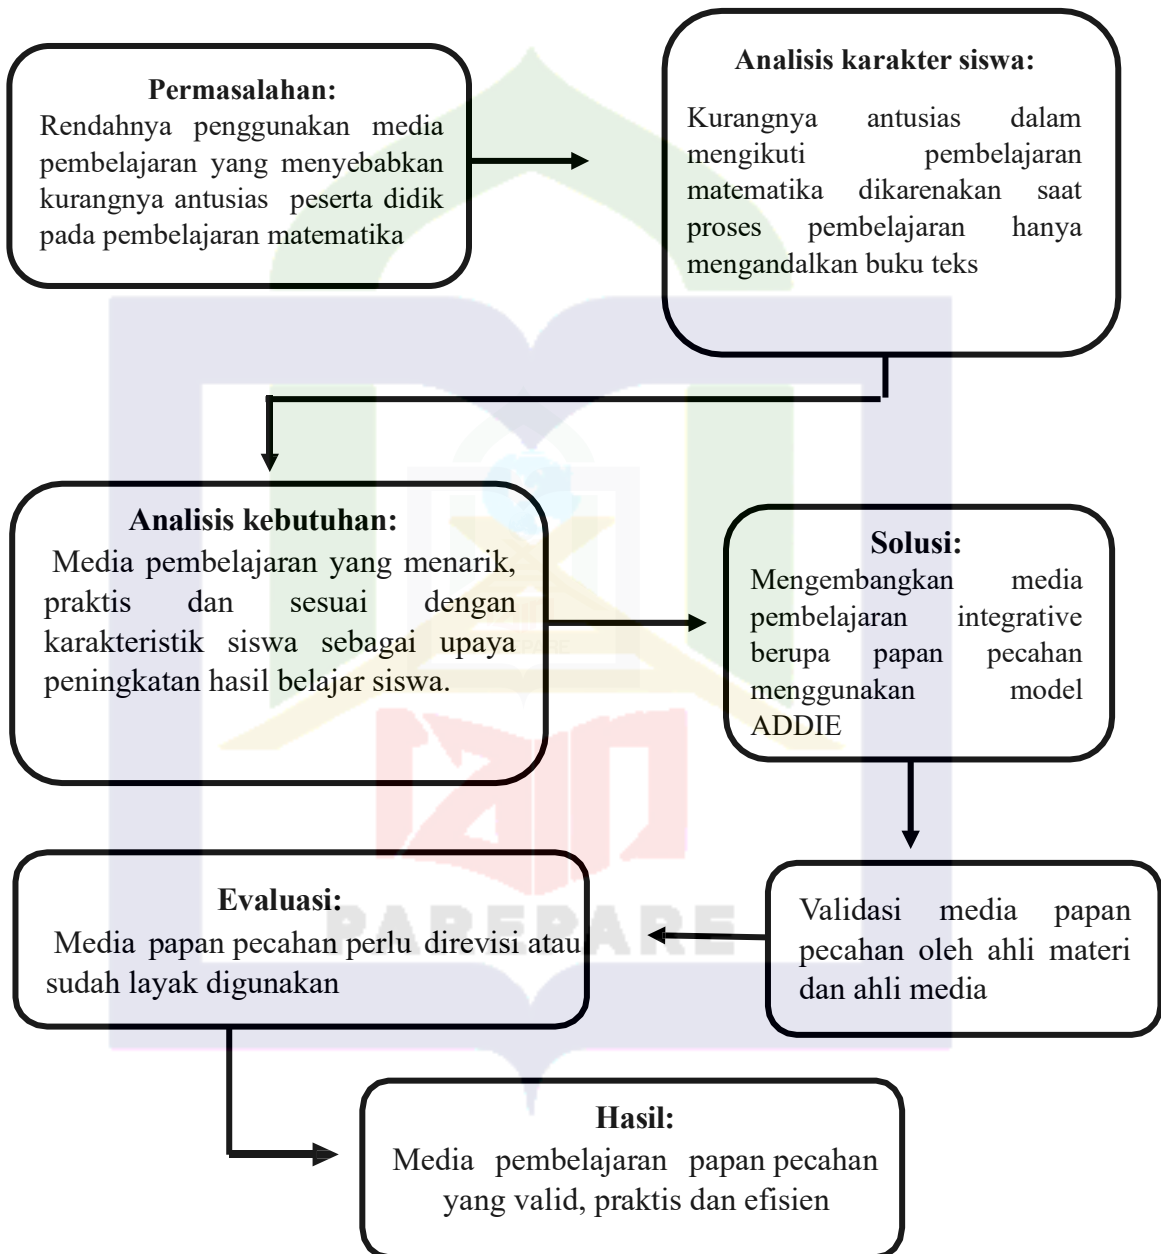 Permasalahan:
Rendahnya penggunakan media
pembelajaran yang menyebabkan
kurangnya antusias peserta didik
pada pembelajaran matematika
Analisis karakter siswa:
Kurangnya antusias dalam
mengikuti pembelajaran
matematika dikarenakan saat
proses pembelajaran hanya
mengandalkan buku teks
Analisis kebutuhan:
Media pembelajaran yang menarik,
praktis dan sesuai dengan
karakteristik siswa sebagai upaya
peningkatan hasil belajar siswa.
Solusi:
Mengembangkan media
pembelajaran integrative
berupa papan pecahan
menggunakan model
ADDIE
Validasi media papan
pecahan oleh ahli materi
dan ahli media
Evaluasi:
Media papan pecahan perlu direvisi atau
sudah layak digunakan
PAREPARE
Hasil:
Media pembelajaran papan pecahan
yang valid, praktis dan efisien